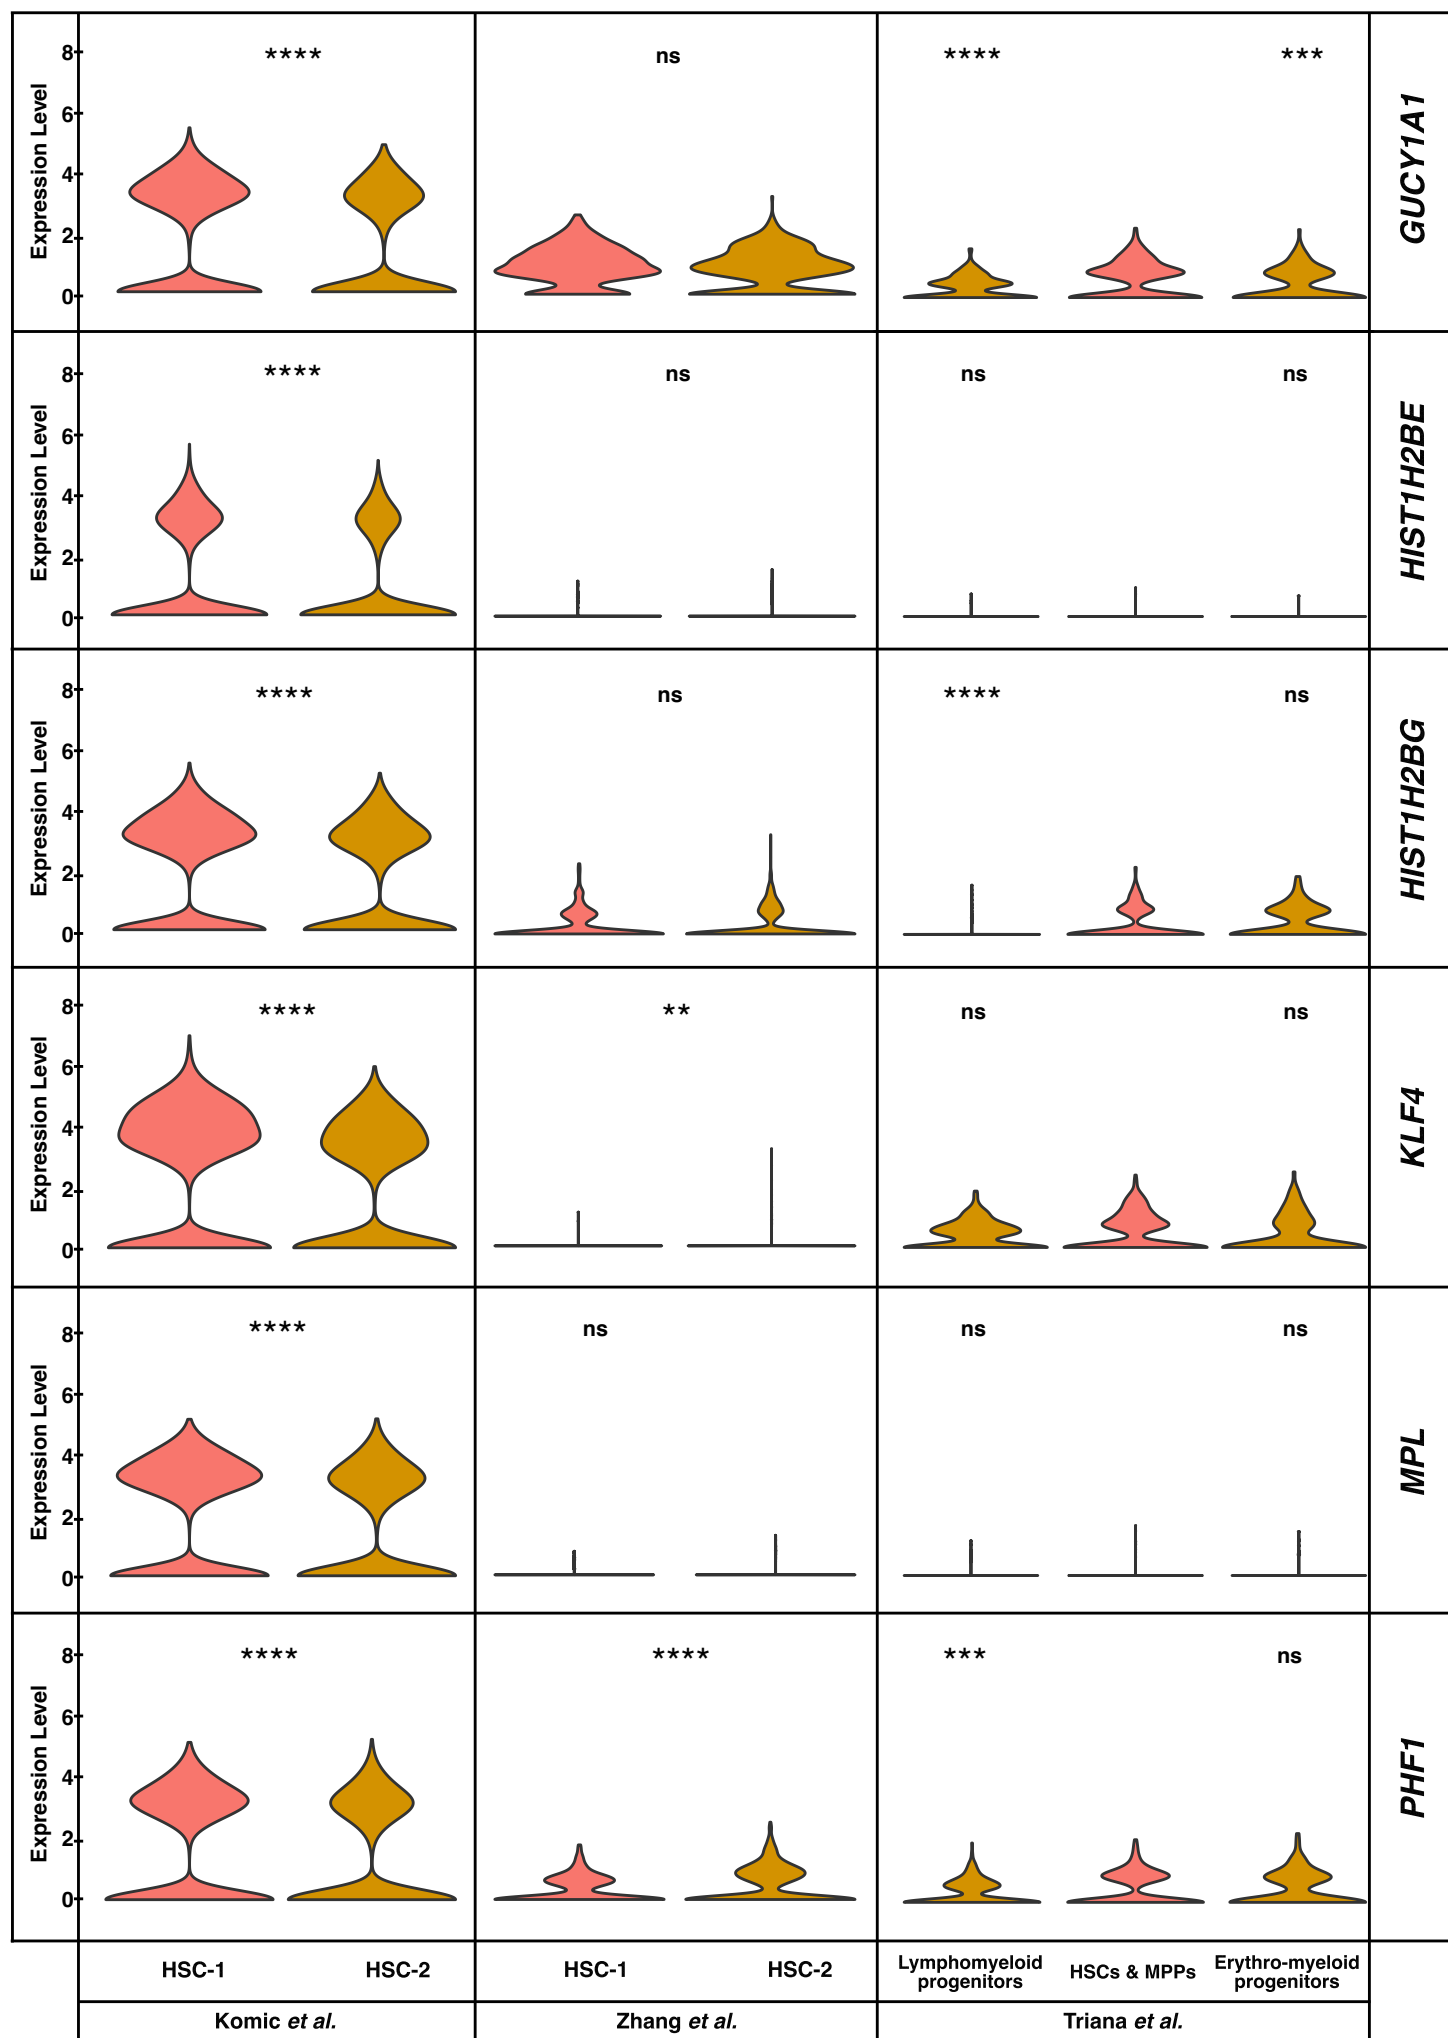 8
**** ns **** ***
6
4
2
0
Expression Level
GUCY1A1
8
**** ns ns ns
6
4
2
0
Expression Level
HIST1H2BE
8
**** ns **** ns
6
4
2
0
Expression Level
HIST1H2BG
8
**** ** ns ns
6
4
2
0
Expression Level
KLF4
8
**** ns ns ns
6
4
2
0
Expression Level
MPL
8
**** **** *** ns
6
4
2
0
Expression Level
PHF1
HSC-1
HSC-2
HSC-1
HSC-2
Lymphomyeloid
progenitors
HSCs & MPPs
Erythro-myeloid
progenitors
Komic et al.
Zhang et al.
Triana et al.